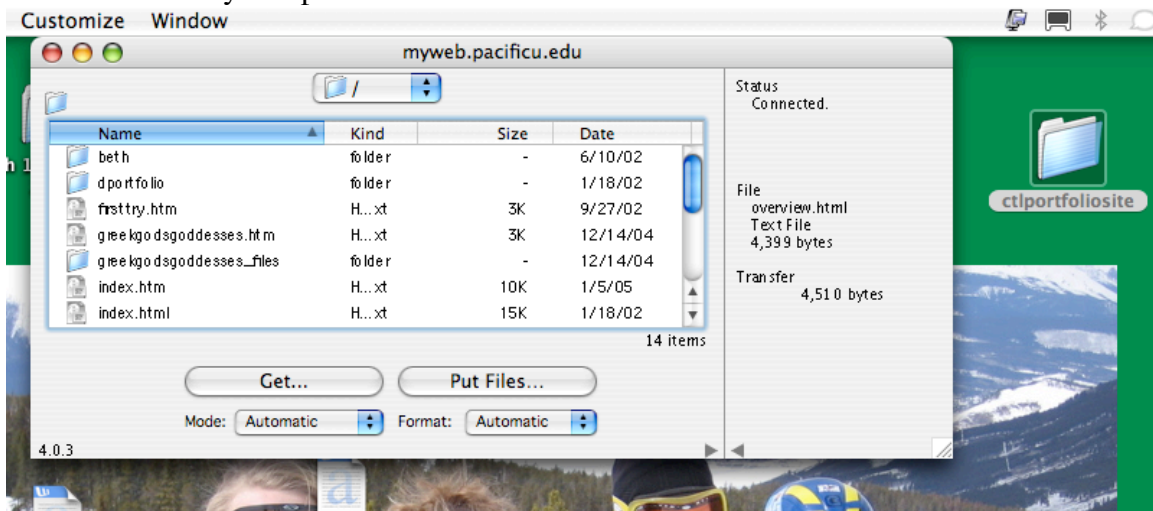 Customize Window
myweb.pacificu.edu
/
Name Kind Size Date
beth folder - 6/10/02
dportfolio folder - 1/18/02
firsttry.htm H...xt 3K 9/27/02
greekgodsgoddesses.htm H...xt 3K 12/14/04
greekgodsgoddesses_files folder - 12/14/04
index.htm H...xt 10K 1/5/05
index.html H...xt 15K 1/18/02
14 items
Get... Put Files...
Mode: Automatic Format: Automatic
4.0.3
Status
Connected.
File
overview.html
Text File
4,399 bytes
Transfer
4,510 bytes
ctlportfoliosite
h 1